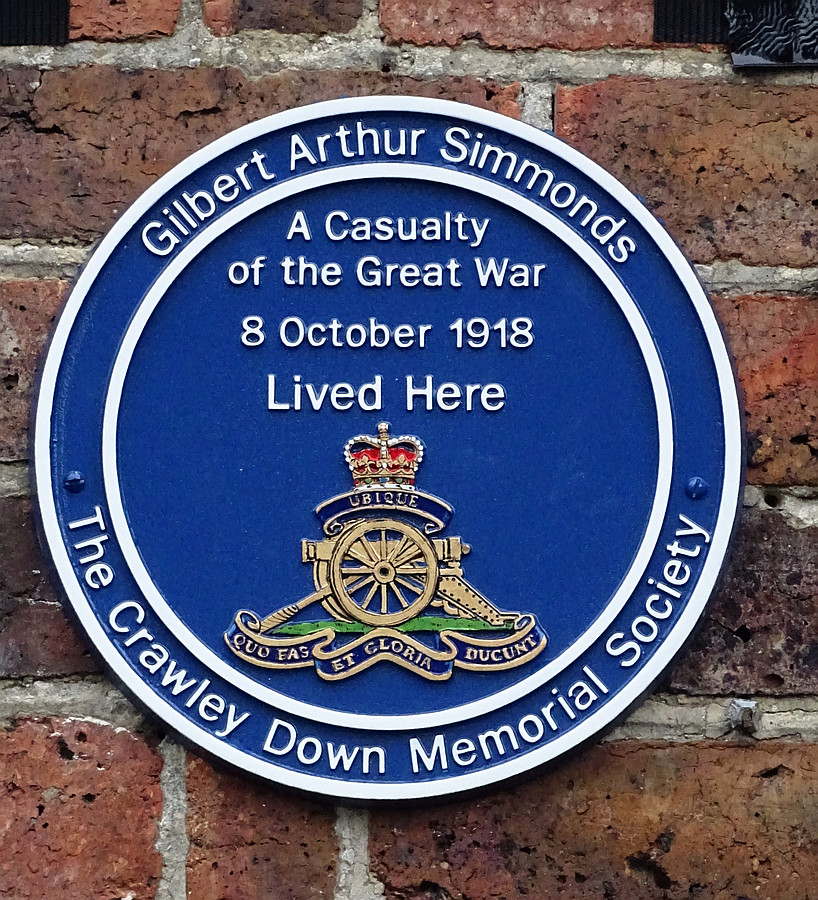 Gilbert Arthur Simmonds
A Casualty
of the Great War
8 October 1918
Lived Here
UBIQUE
QUO FAS
ET GLORIA
DUCUNT
The Crawley Down Memorial Society